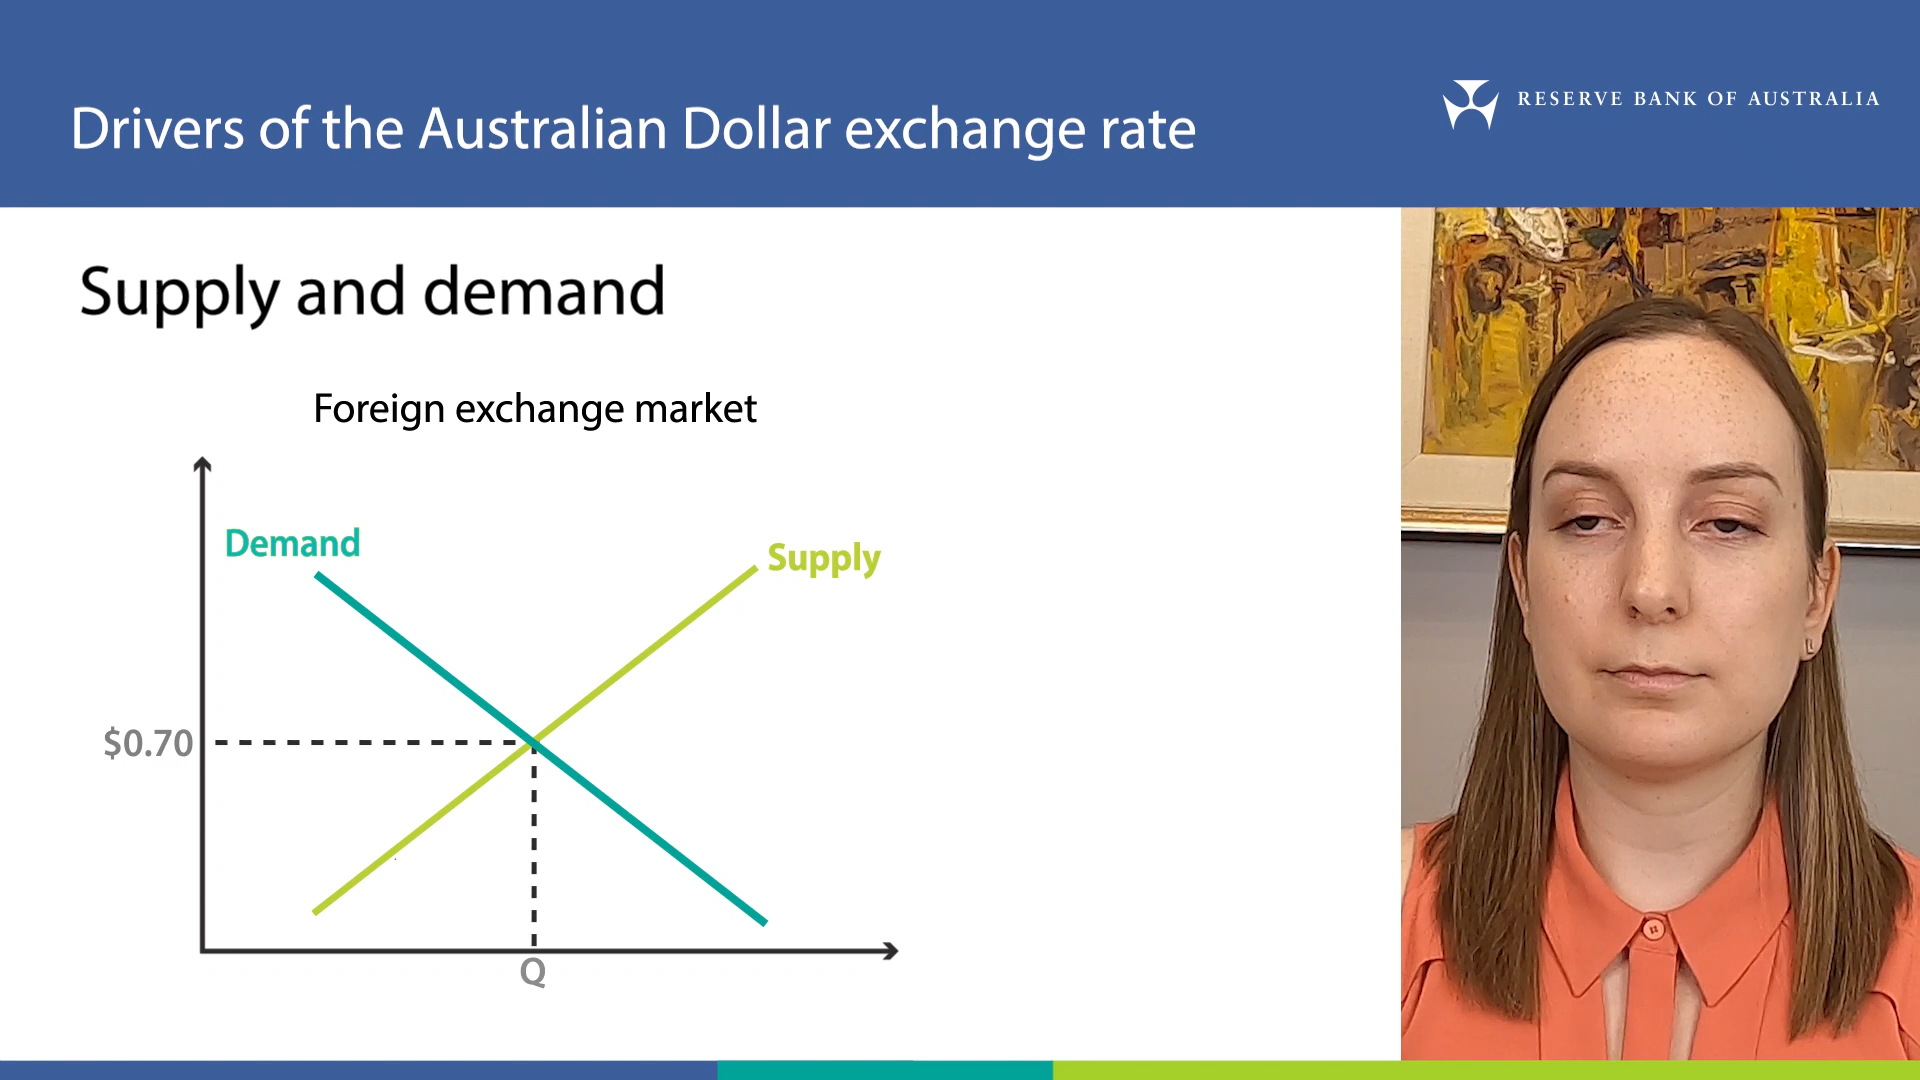 Drivers of the Australian Dollar exchange rate
RESERVE BANK OF AUSTRALIA
Supply and demand
Foreign exchange market
Demand
Supply
$0.70
Q